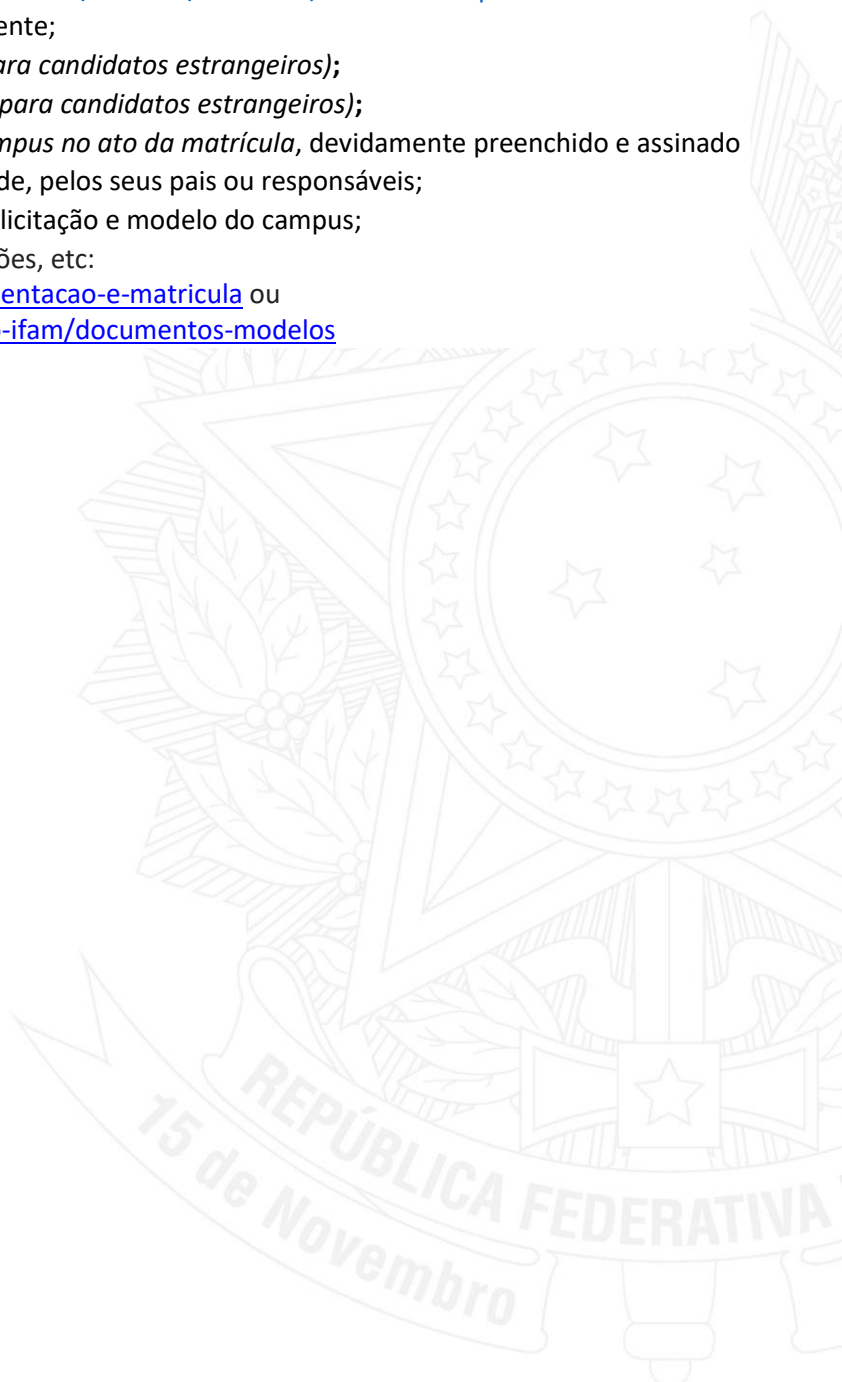 ente;
ara candidatos estrangeiros);
para candidatos estrangeiros);
mpus no ato da matrícula, devidamente preenchido e assinado
de, pelos seus pais ou responsáveis;
licitação e modelo do campus;
ões, etc:
entacao-e-matricula ou
-ifam/documentos-modelos
REPÚBLICA FEDERATIVA
15 de Novembro